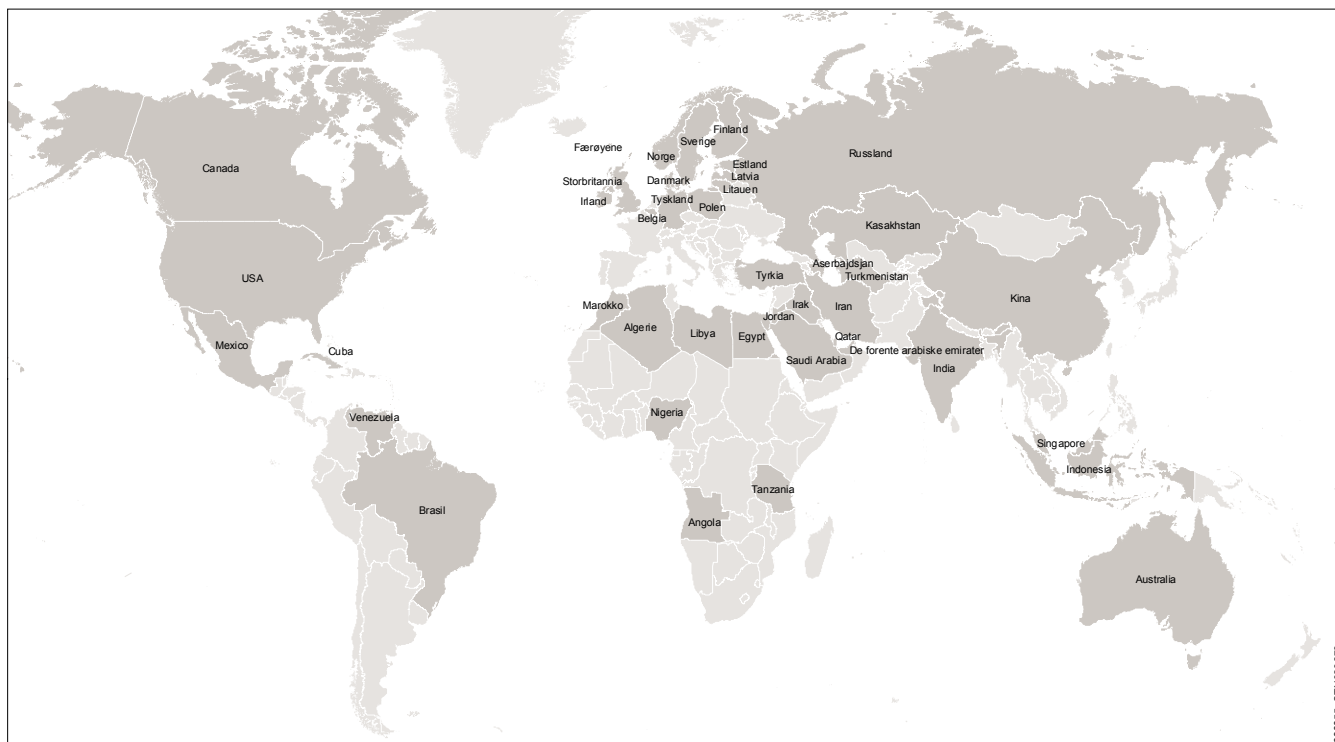 Canada
USA
Mexico
Cuba
Venezuela
Brasil
Færøyene
Norge
Sverige
Finland
Storbritannia
Irland
Danmark
Estland
Latvia
Litauen
Tyskland
Polen
Belgia
Russland
Kasakhstan
Aserbajdsjan
Turkmenistan
Tyrkia
Marokko
Algerie
Libya
Egypt
Jordan
Irak
Iran
Kina
Qatar
De forente arabiske emirater
Saudi Arabia
India
Nigeria
Tanzania
Angola
Singapore
Indonesia
Australia